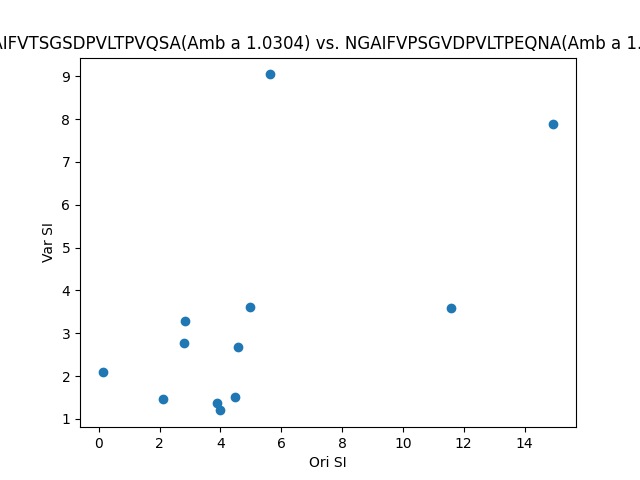 AIFVTSGSDPVLTPVQSA(Amb a 1.0304) vs. NGAIFVPSGVDPVLTPEQNA(Amb a 1.
9
8
7
6
5
4
3
2
1
Var SI
0 2 4 6 8 10 12 14
Ori SI